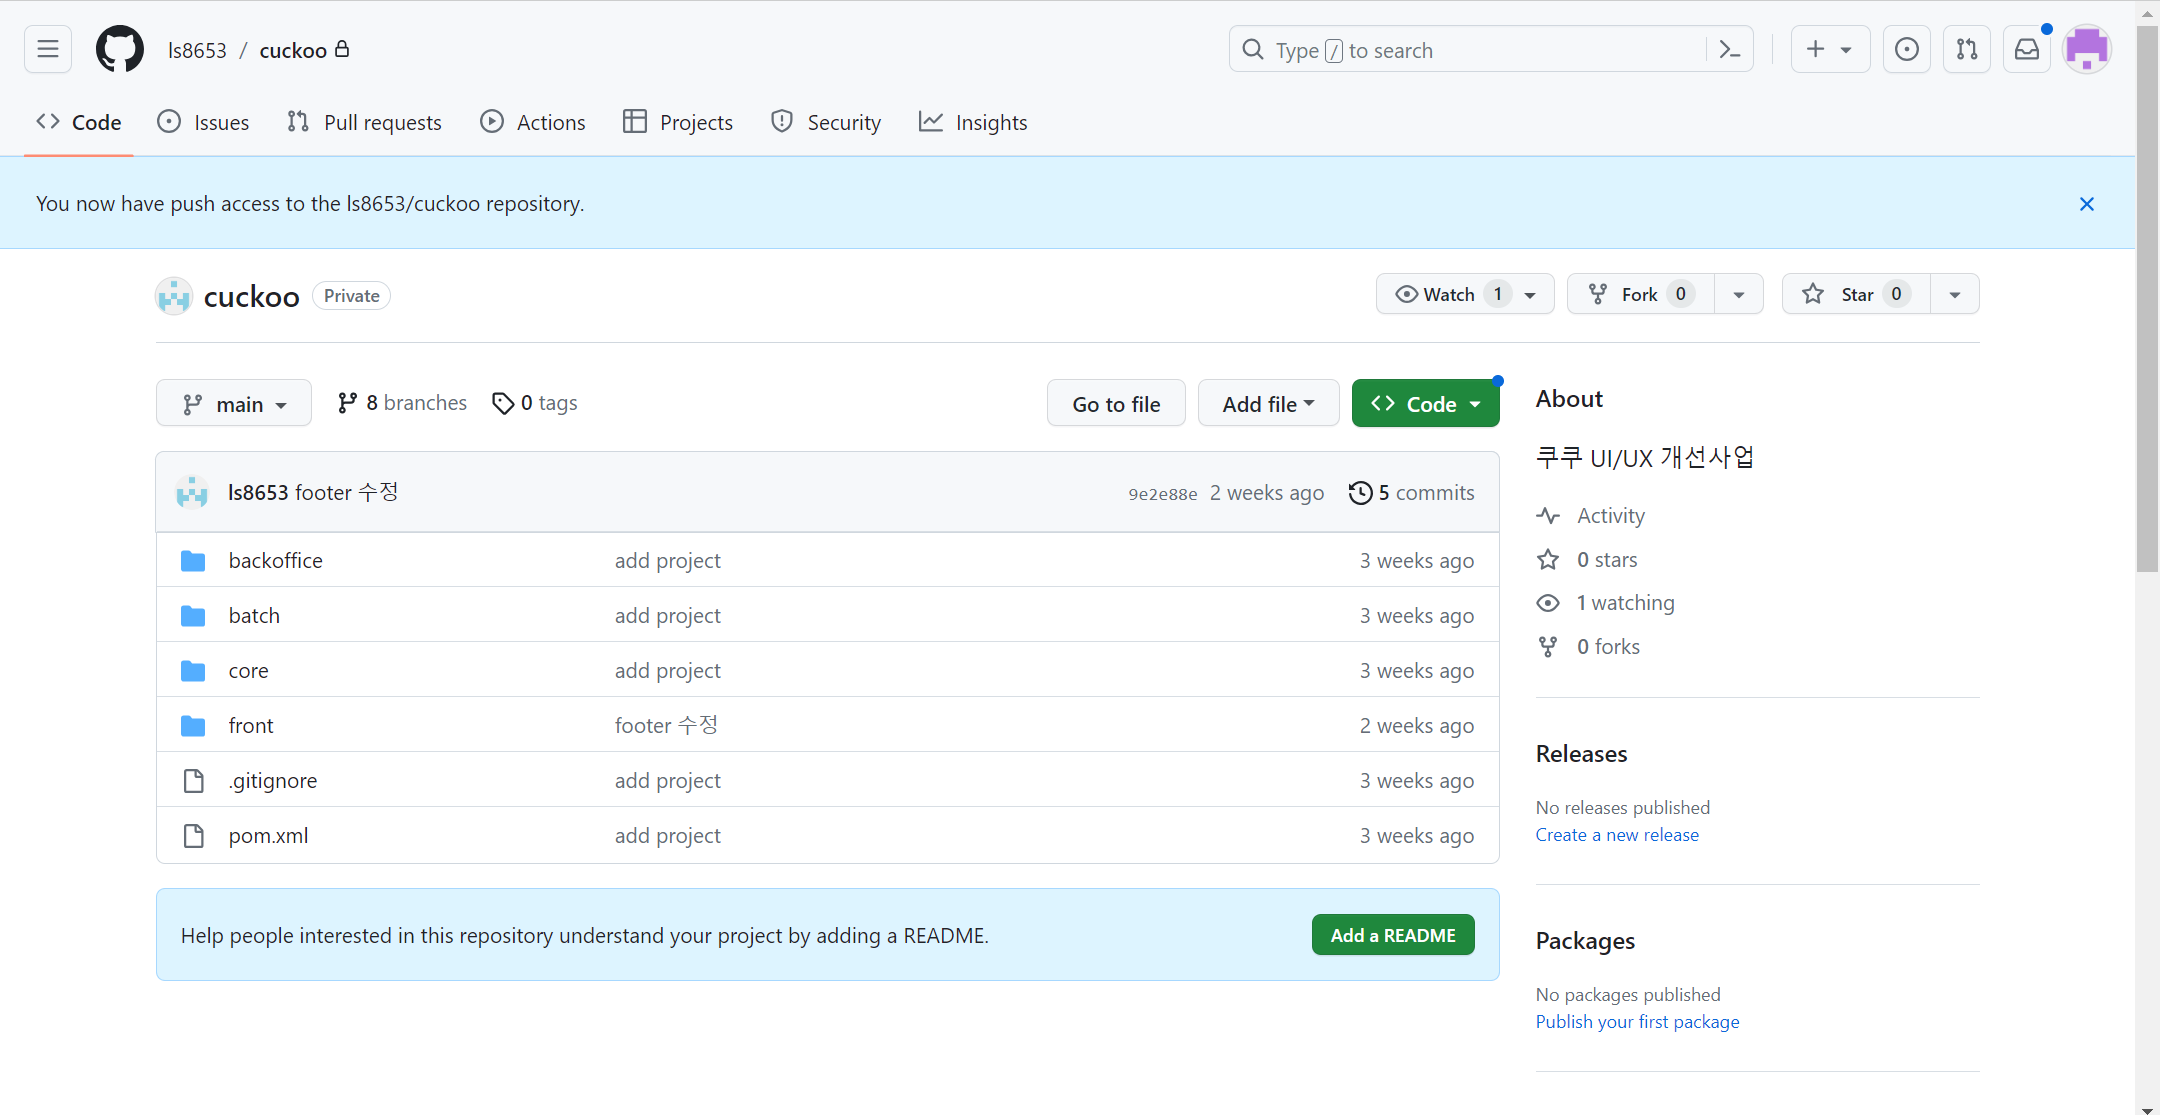 ls8653 / cuckoo
Type / to search
Code Issues Pull requests Actions Projects Security Insights
You now have push access to the ls8653/cuckoo repository.
cuckoo Private
Watch 1 Fork 0 Star 0
main 8 branches 0 tags Go to file Add file Code
ls8653 footer 수정 9e2e88e 2 weeks ago 5 commits
backoffice add project 3 weeks ago
batch add project 3 weeks ago
core add project 3 weeks ago
front footer 수정 2 weeks ago
.gitignore add project 3 weeks ago
pom.xml add project 3 weeks ago
Help people interested in this repository understand your project by adding a README. Add a README
About
쿠쿠 UI/UX 개선사업
Activity
0 stars
1 watching
0 forks
Releases
No releases published
Create a new release
Packages
No packages published
Publish your first package